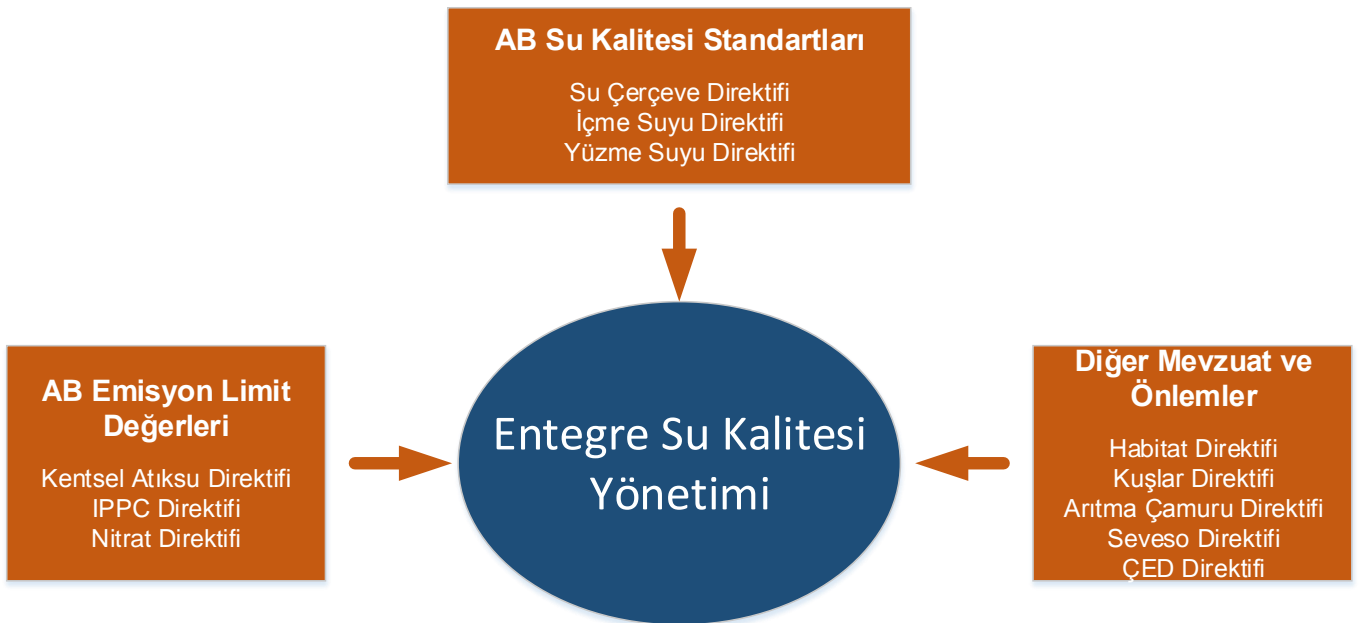 AB Su Kalitesi Standartları
Su Çerçeve Direktifi
İçme Suyu Direktifi
Yüzme Suyu Direktifi
AB Emisyon Limit
Değerleri
Kentsel Atıksu Direktifi
IPPC Direktifi
Nitrat Direktifi
Entegre Su Kalitesi
Yönetimi
Diğer Mevzuat ve
Önlemler
Habitat Direktifi
Kuşlar Direktifi
Arıtma Çamuru Direktifi
Seveso Direktifi
ÇED Direktifi